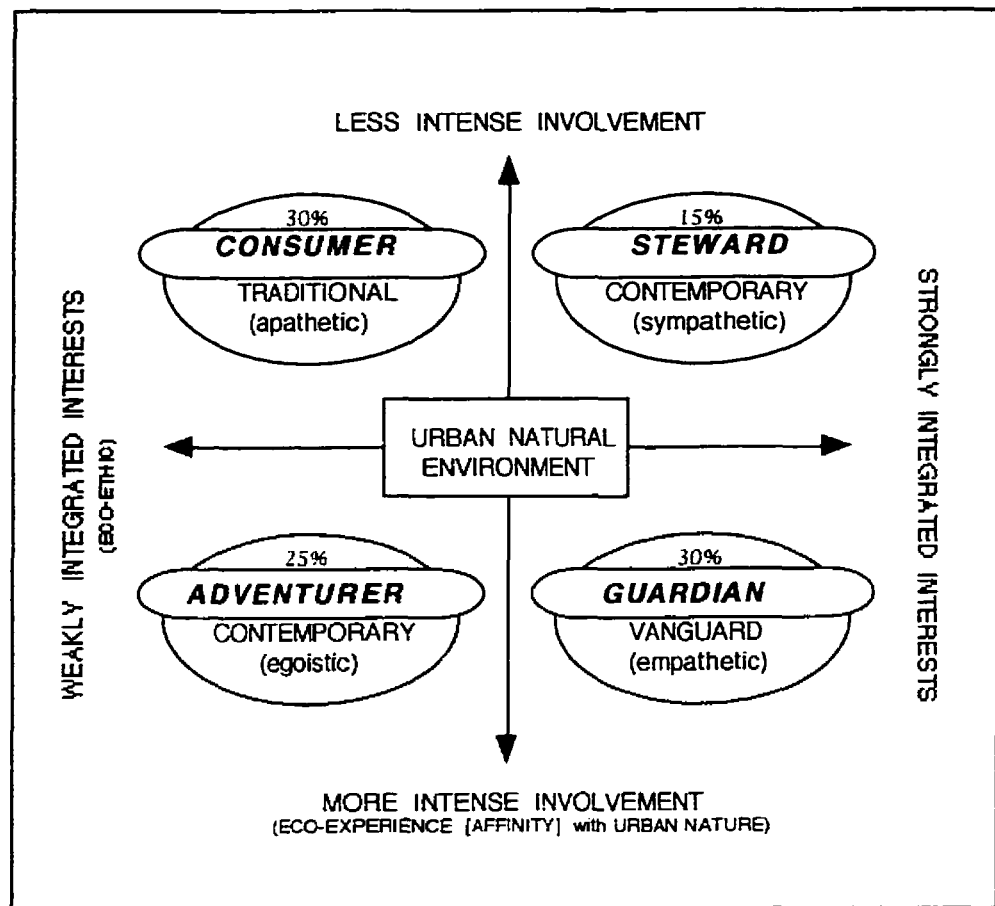 LESS INTENSE INVOLVEMENT
30%
CONSUMER
TRADITIONAL
(apathetic)
15%
STEWARD
CONTEMPORARY
(sympathetic)
WEAKLY INTEGRATED INTERESTS
(ECO-ETHIC)
URBAN NATURAL
ENVIRONMENT
STRONGLY INTEGRATED INTERESTS
25%
ADVENTURER
CONTEMPORARY
(egoistic)
30%
GUARDIAN
VANGUARD
(empathetic)
MORE INTENSE INVOLVEMENT
(ECO-EXPERIENCE [AFFINITY] with URBAN NATURE)